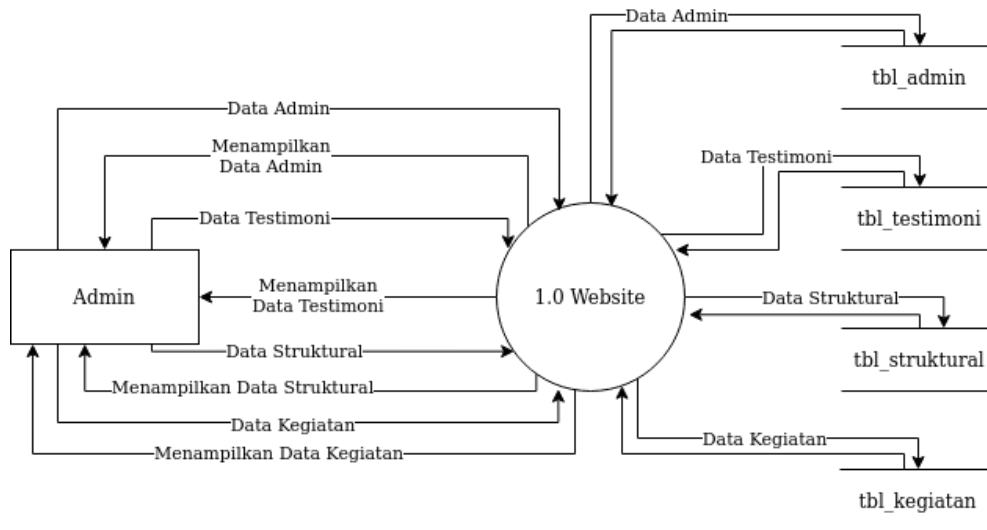 Data Admin
tbl_admin
Data Admin
Menampilkan
Data Admin
Data Testimoni
tbl_testimoni
Data Testimoni
Admin
Menampilkan
Data Testimoni
1.0 Website
Data Struktural
tbl_struktural
Data Struktural
Menampilkan Data Struktural
Data Kegiatan
Menampilkan Data Kegiatan
Data Kegiatan
tbl_kegiatan